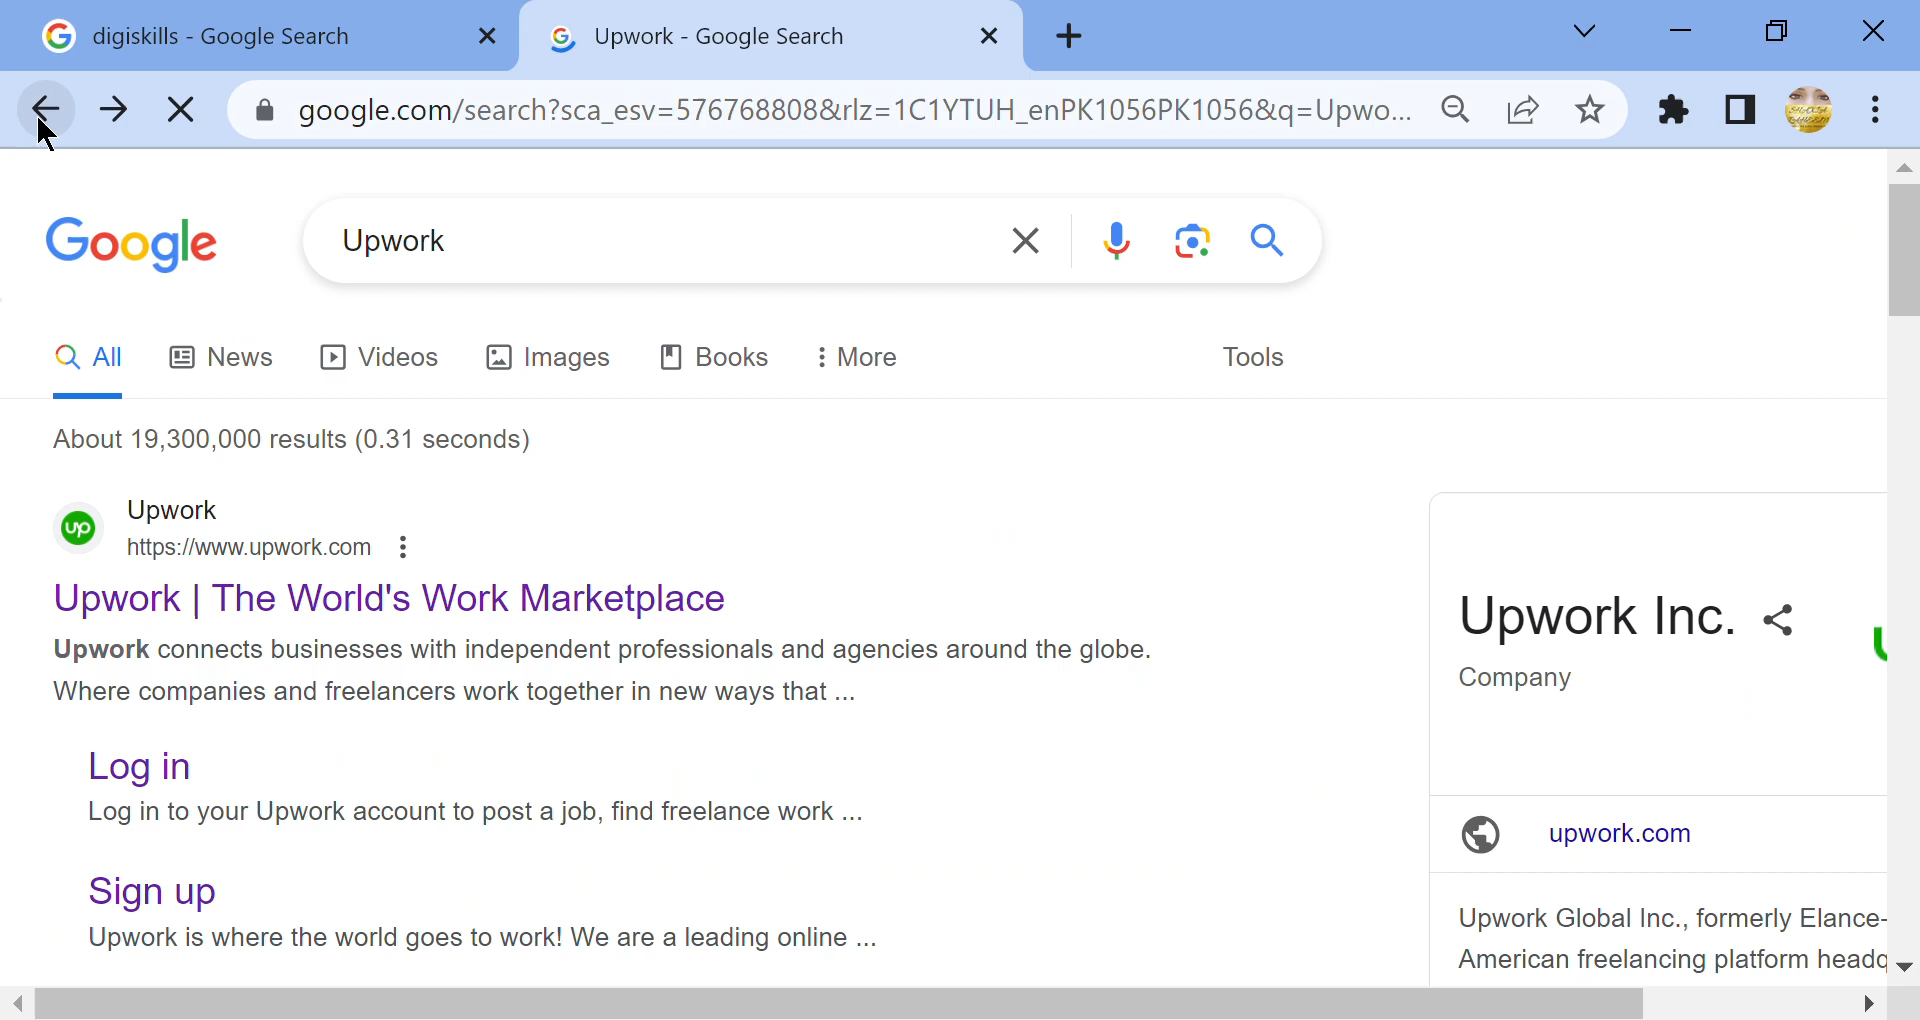 digiskills - Google Search
Upwork - Google Search
google.com/search?sca_esv=576768808&rlz=1C1YTUH_enPK1056PK1056&q=Upwo...
Google
Upwork
All
News
Videos
Images
Books
More
Tools
About 19,300,000 results (0.31 seconds)
up
Upwork
https://www.upwork.com
Upwork | The World's Work Marketplace
Upwork connects businesses with independent professionals and agencies around the globe.
Where companies and freelancers work together in new ways that ...
Log in
Log in to your Upwork account to post a job, find freelance work ...
Sign up
Upwork is where the world goes to work! We are a leading online ...
Upwork Inc.
Company
upwork.com
Upwork Global Inc., formerly Elance-
American freelancing platform headq